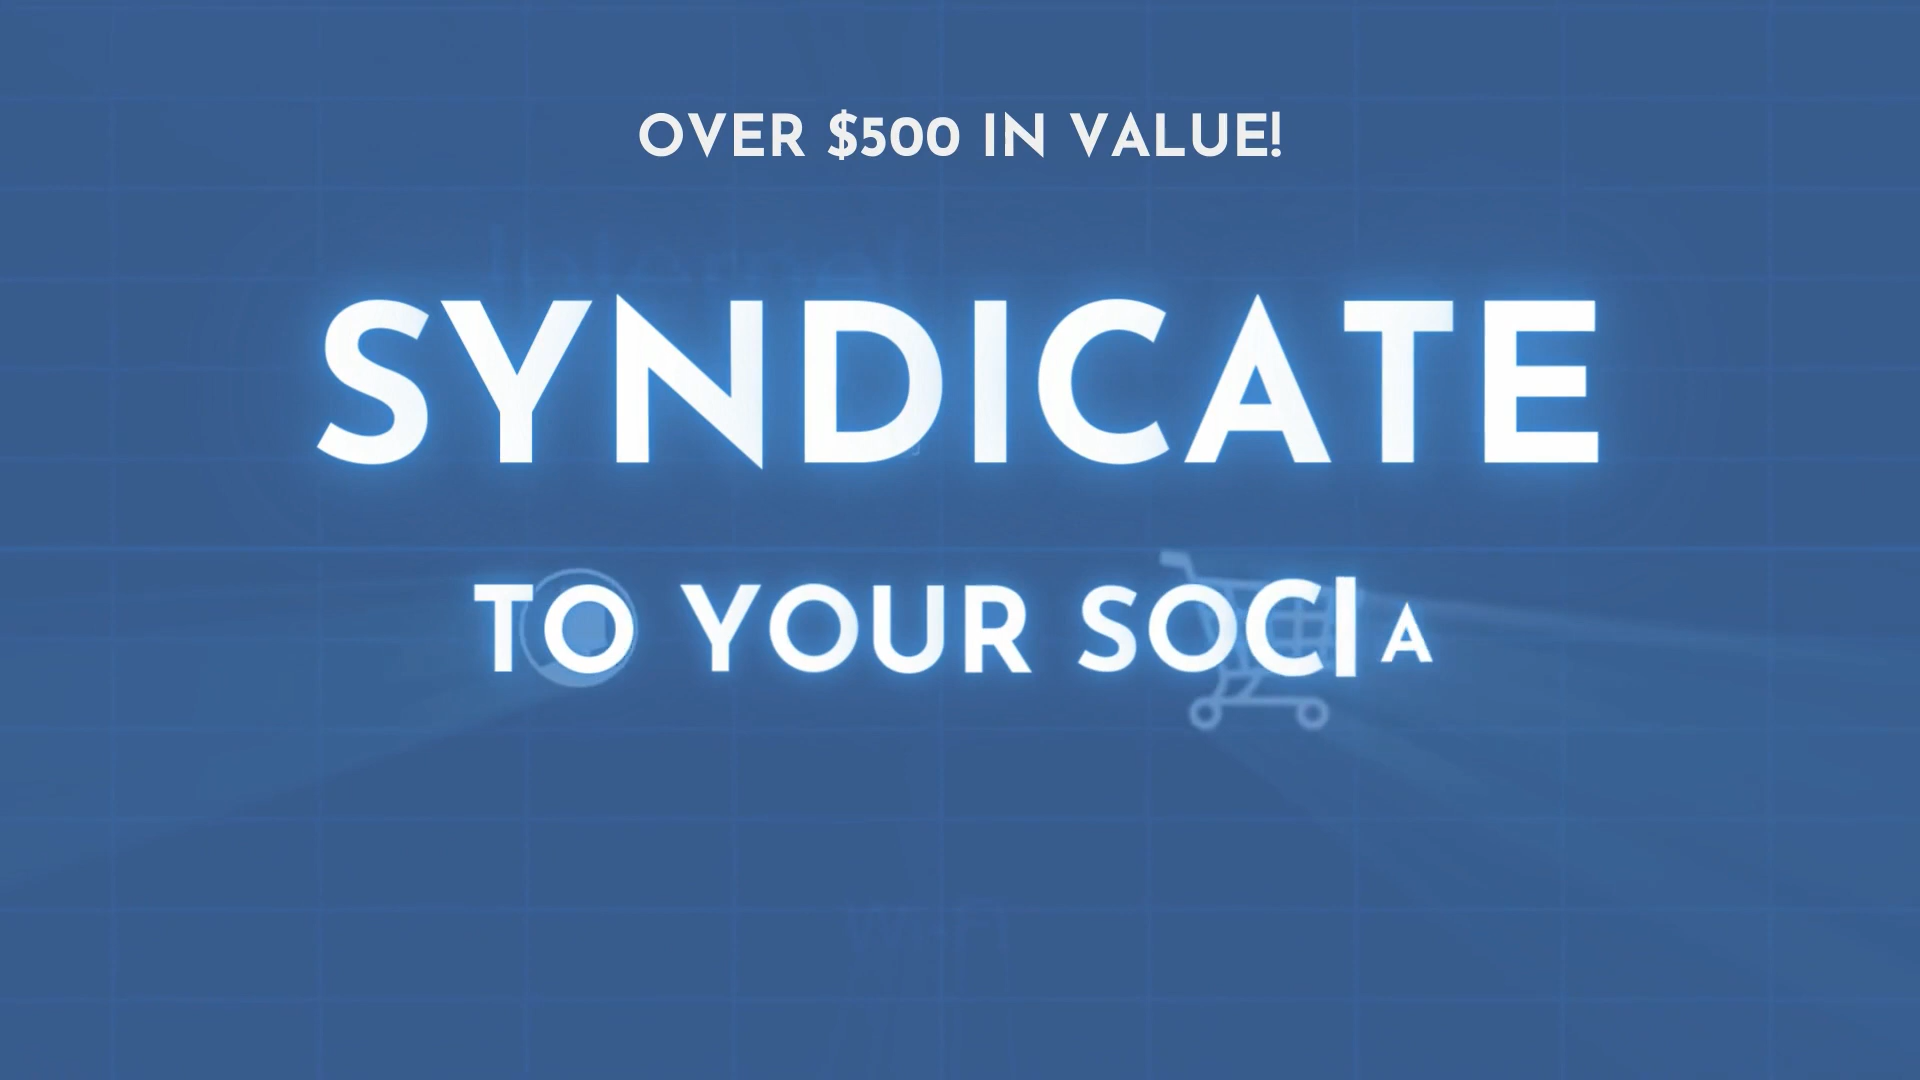 OVER $500 IN VALUE!
SYNDICATE
TO YOUR SOCIA